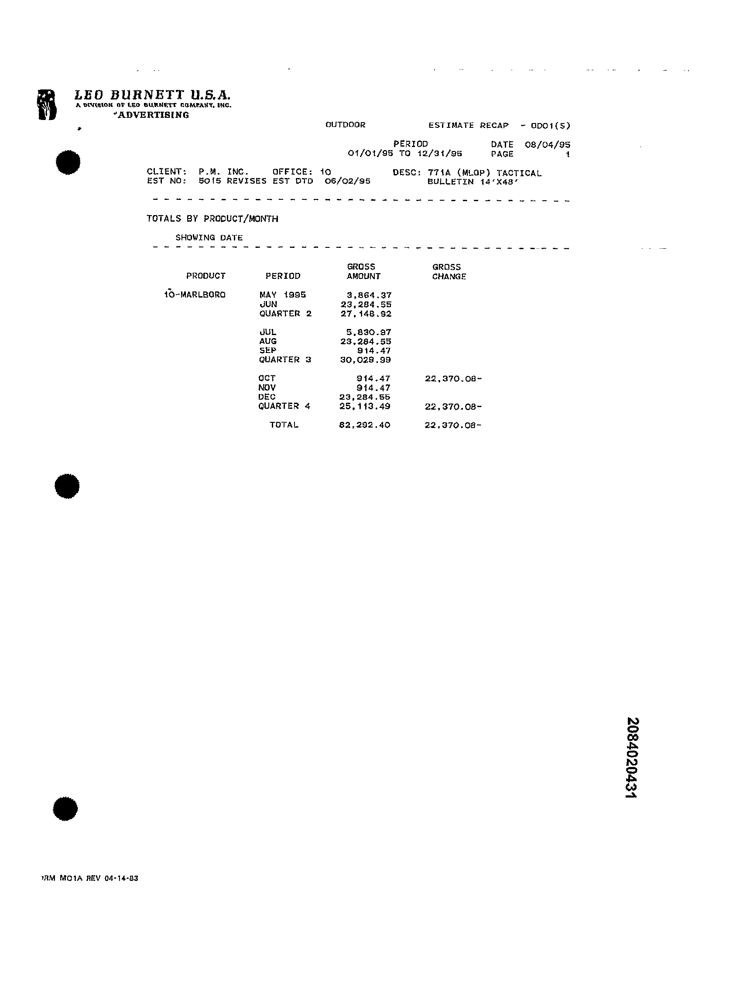 LEO BURNETT U.S.A.
A DIVISION OF LEO BURNETT COMPANY, INC.
ADVERTISING
OUTDOOR ESTIMATE RECAP - OD01(S)
PERIOD DATE 08/04/95
01/01/95 TO 12/31/95 PAGE 1
CLIENT: P.M. INC. OFFICE: 10 DESC: 771A (MLOP) TACTICAL
EST NO: 5015 REVISES EST DTD 06/02/95 BULLETIN 14'X48'
TOTALS BY PRODUCT/MONTH
SHOWING DATE
GROSS GROSS
PRODUCT PERIOD AMOUNT CHANGE
10-MARLBORO MAY 1995 3,864.37
JUN 23,284.55
QUARTER 2 27,148.92
JUL 5,830.97
AUG 23,284.55
SEP 914.47
QUARTER 3 30,029.99
OCT 914.47 22,370.08-
NOV 914.47
DEC 23,284.55
QUARTER 4 25,113.49 22,370.08-
TOTAL 82,292.40 22,370.08-
2084020431
RM M01A REV 04-14-83